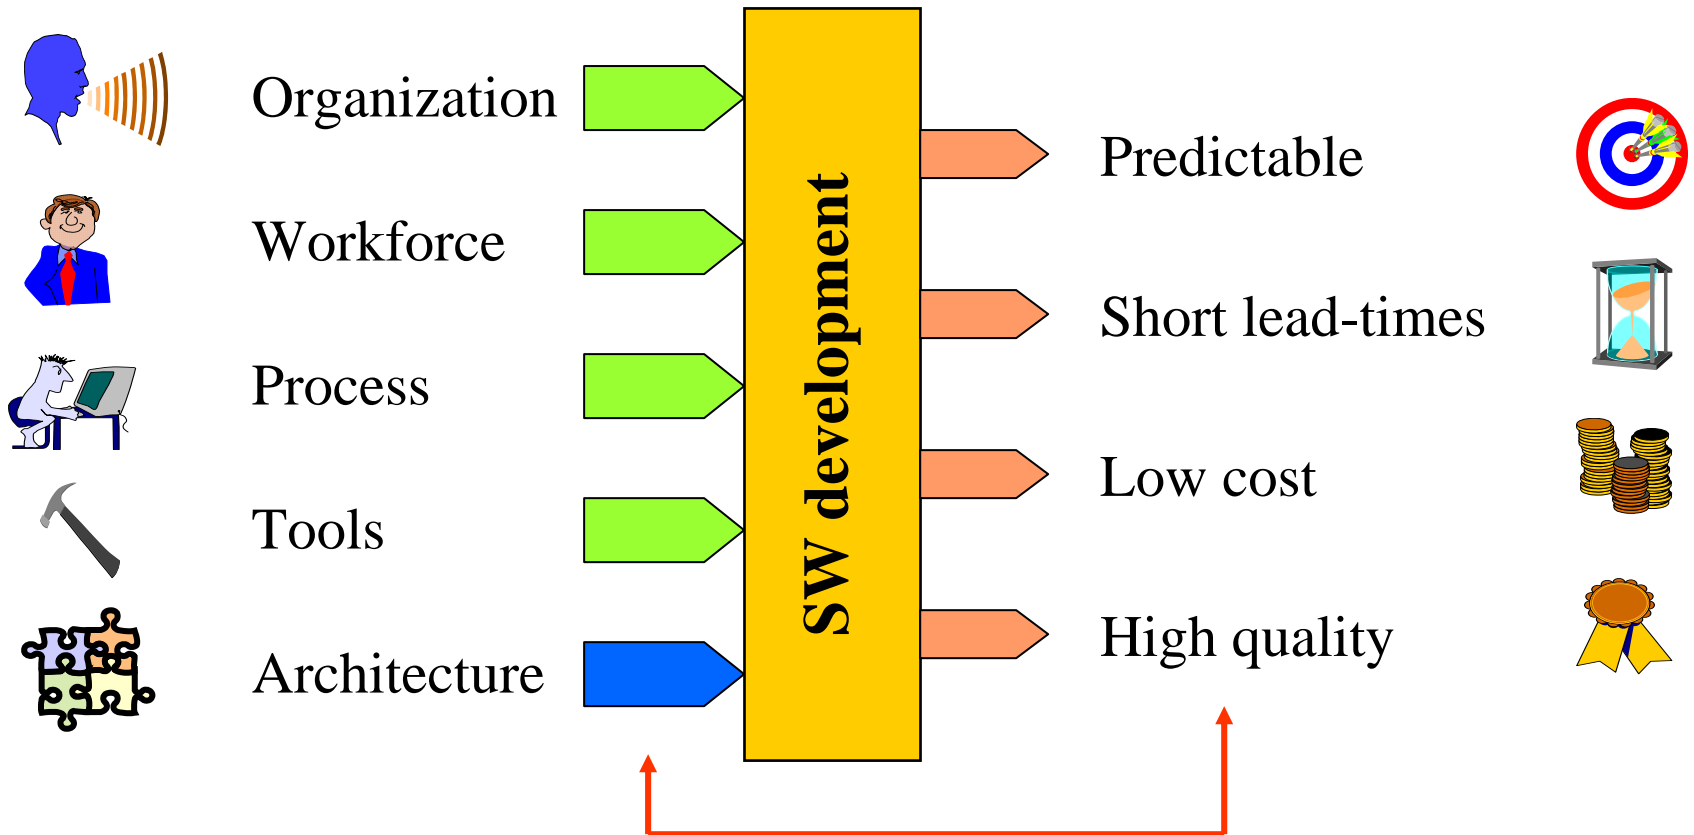 Organization
Workforce
Process
Tools
Architecture
SW development
Predictable
Short lead-times
Low cost
High quality